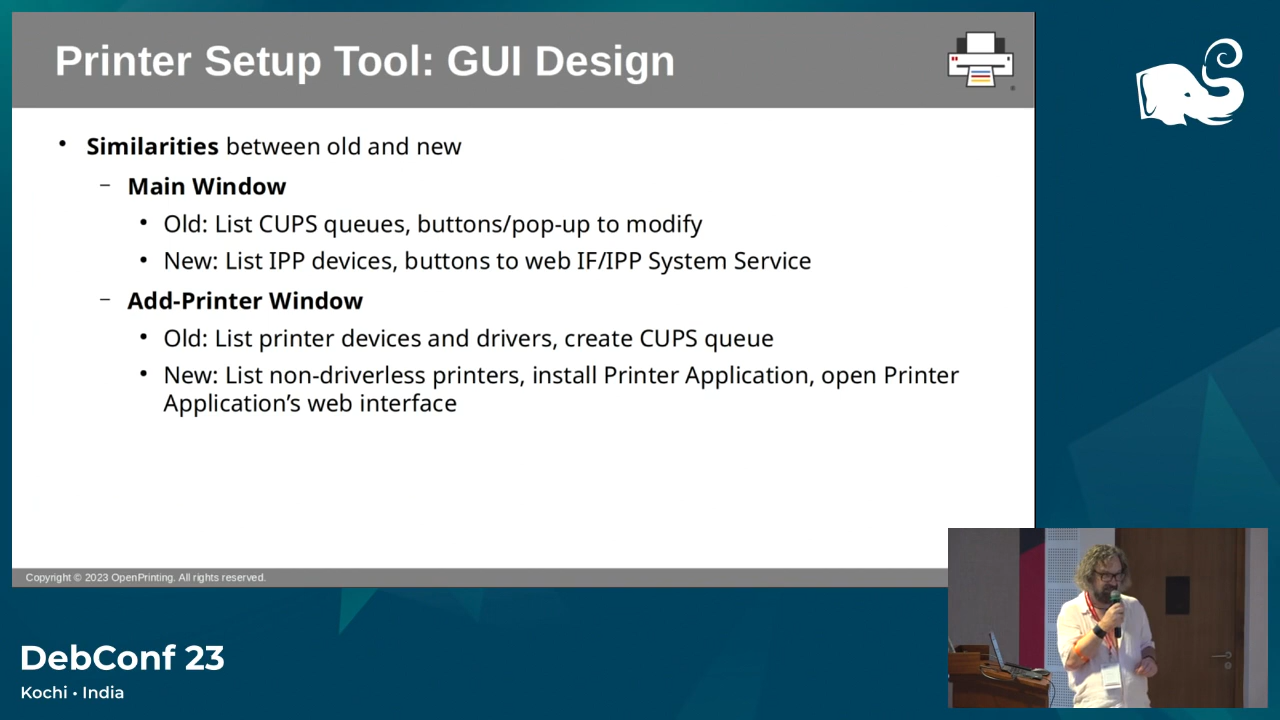 Printer Setup Tool: GUI Design
• Similarities between old and new
– Main Window
• Old: List CUPS queues, buttons/pop-up to modify
• New: List IPP devices, buttons to web IF/IPP System Service
– Add-Printer Window
• Old: List printer devices and drivers, create CUPS queue
• New: List non-driverless printers, install Printer Application, open Printer
Application’s web interface
Copyright © 2023 OpenPrinting. All rights reserved.
DebConf 23
Kochi • India